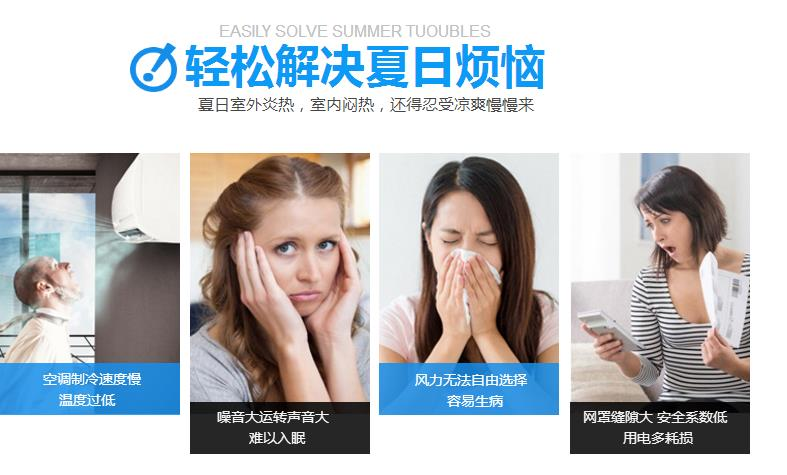 EASILY SOLVE SUMMER TUOUBLES
轻松解决夏日烦恼
夏日室外炎热，室内闷热，还得忍受凉爽慢慢来
空调制冷速度慢
温度过低
噪音大运转声音大
难以入眠
风力无法自由选择
容易生病
网罩缝隙大 安全系数低
用电多耗损